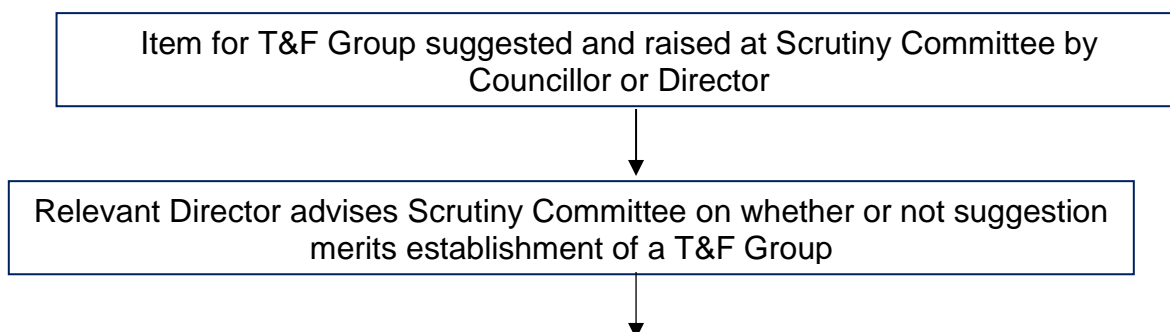 Item for T&F Group suggested and raised at Scrutiny Committee by
Councillor or Director
Relevant Director advises Scrutiny Committee on whether or not suggestion
merits establishment of a T&F Group